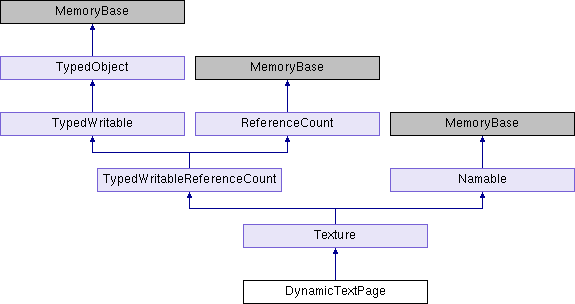 MemoryBase
TypedObject
MemoryBase
TypedWritable
ReferenceCount
MemoryBase
TypedWritableReferenceCount
Namable
Texture
DynamicTextPage